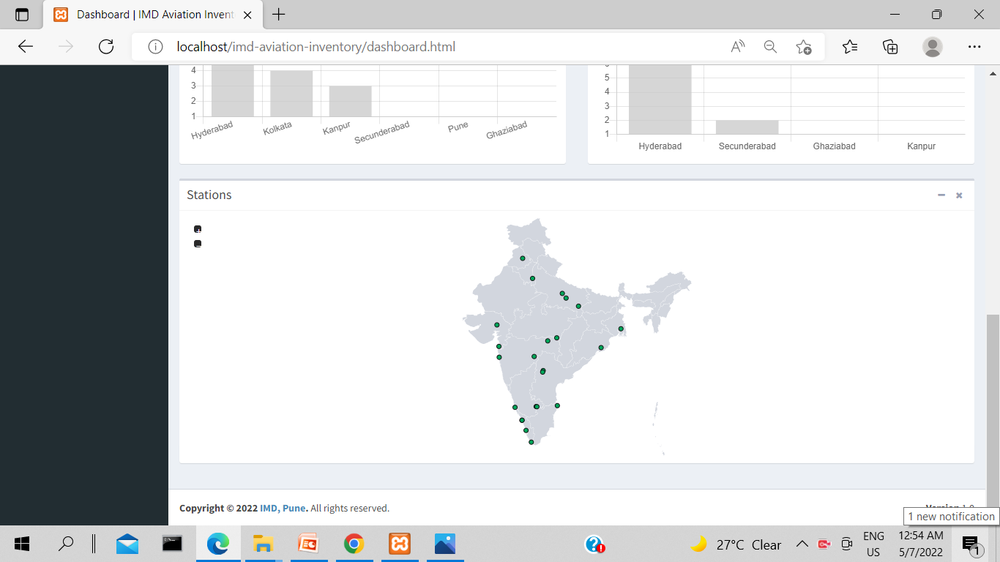 Dashboard | IMD Aviation Invent
localhost/imd-aviation-inventory/dashboard.html
4
3
2
1
Hyderabad
Kolkata
Kanpur
Secunderabad
Pune
Ghaziabad
5
4
3
2
1
Hyderabad
Secunderabad
Ghaziabad
Kanpur
Stations
+
−
Copyright © 2022 IMD, Pune. All rights reserved.
1 new notification
27°C Clear
ENG
US
12:54 AM
5/7/2022
1